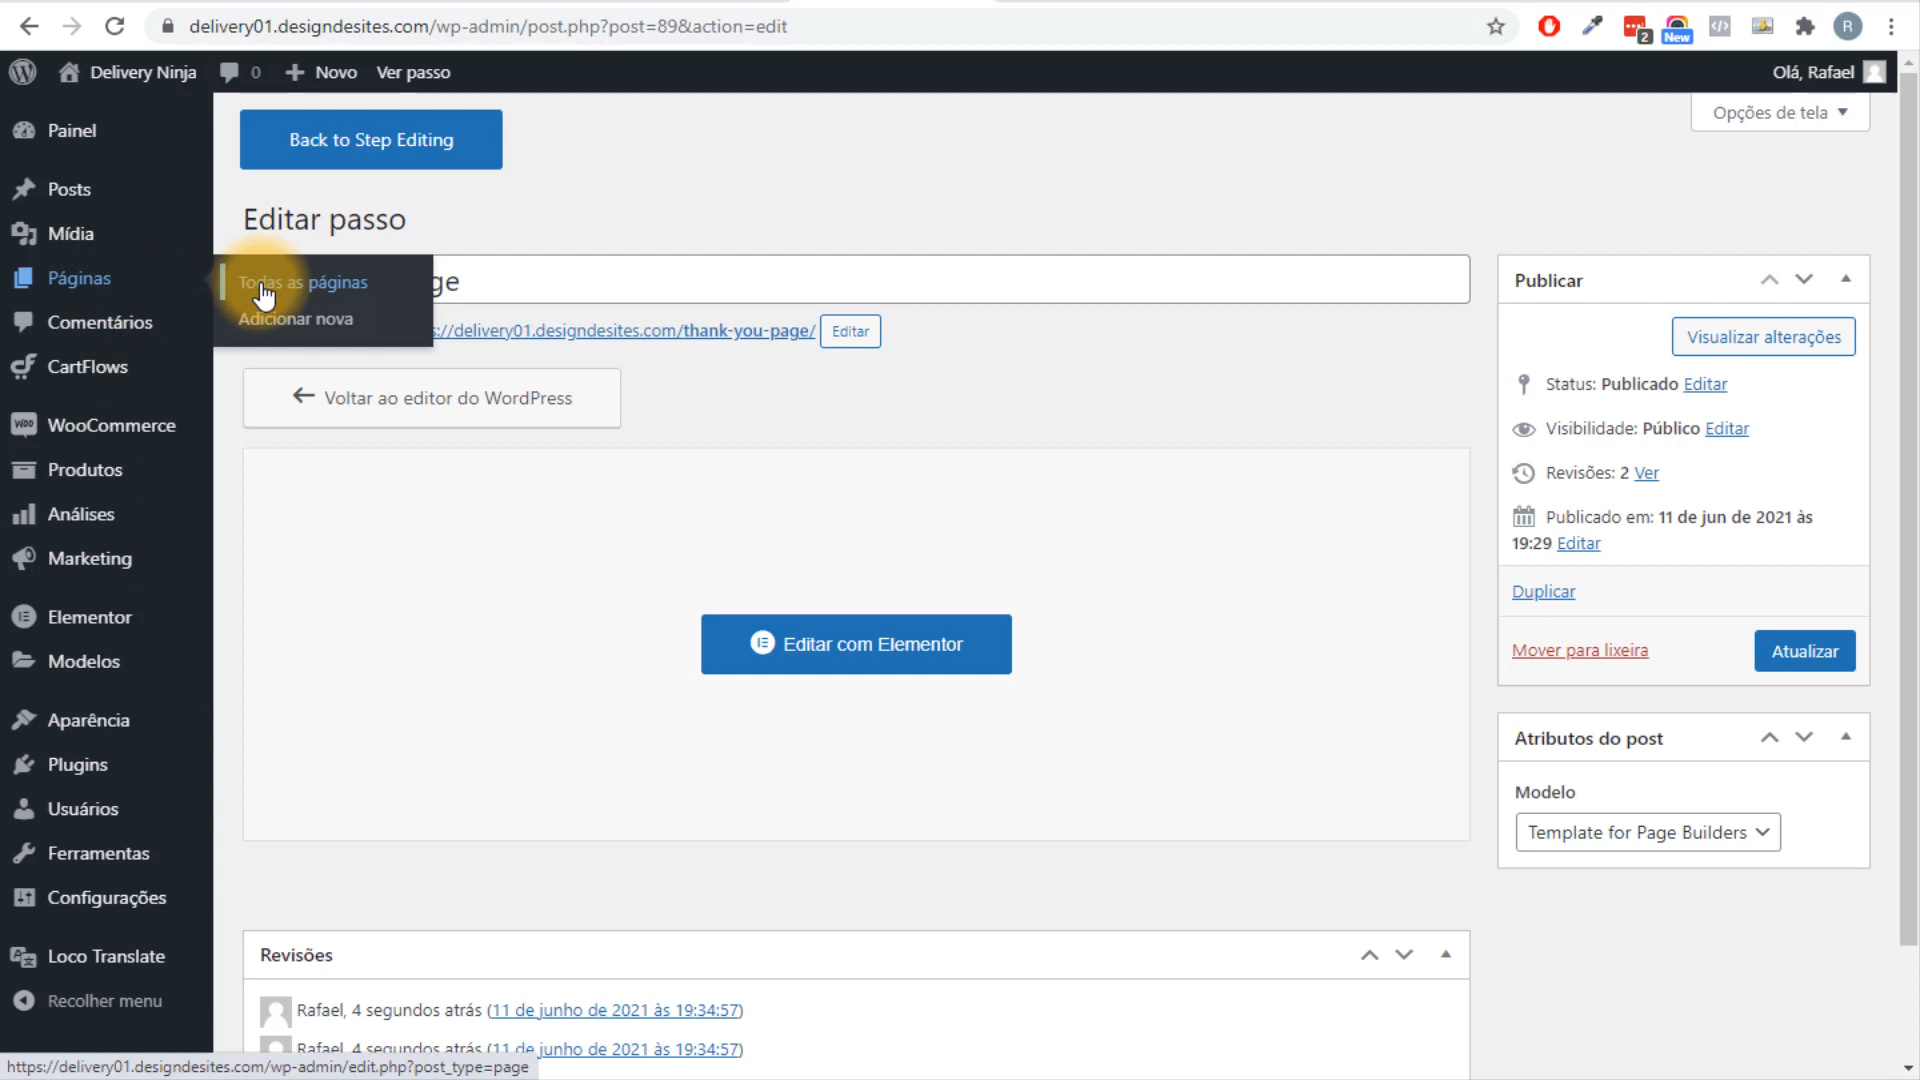 delivery01.designdesites.com/wp-admin/post.php?post=89&action=edit
2
New
R
Delivery Ninja
0
Novo
Ver passo
Olá, Rafael
Painel
Posts
Mídia
Páginas
Todas as páginas
Adicionar nova
Comentários
CartFlows
WooCommerce
Produtos
Análises
Marketing
Elementor
Modelos
Aparência
Plugins
Usuários
Ferramentas
Configurações
Loco Translate
Recolher menu
Back to Step Editing
Opções de tela
Editar passo
ge
://delivery01.designdesites.com/thank-you-page/ Editar
Voltar ao editor do WordPress
Editar com Elementor
Publicar
Visualizar alterações
Status: Publicado Editar
Visibilidade: Público Editar
Revisões: 2 Ver
Publicado em: 11 de jun de 2021 às
19:29 Editar
Duplicar
Mover para lixeira
Atualizar
Atributos do post
Modelo
Template for Page Builders
Revisões
Rafael, 4 segundos atrás (11 de junho de 2021 às 19:34:57)
Rafael, 4 segundos atrás (11 de junho de 2021 às 19:34:57)
https://delivery01.designdesites.com/wp-admin/edit.php?post_type=page